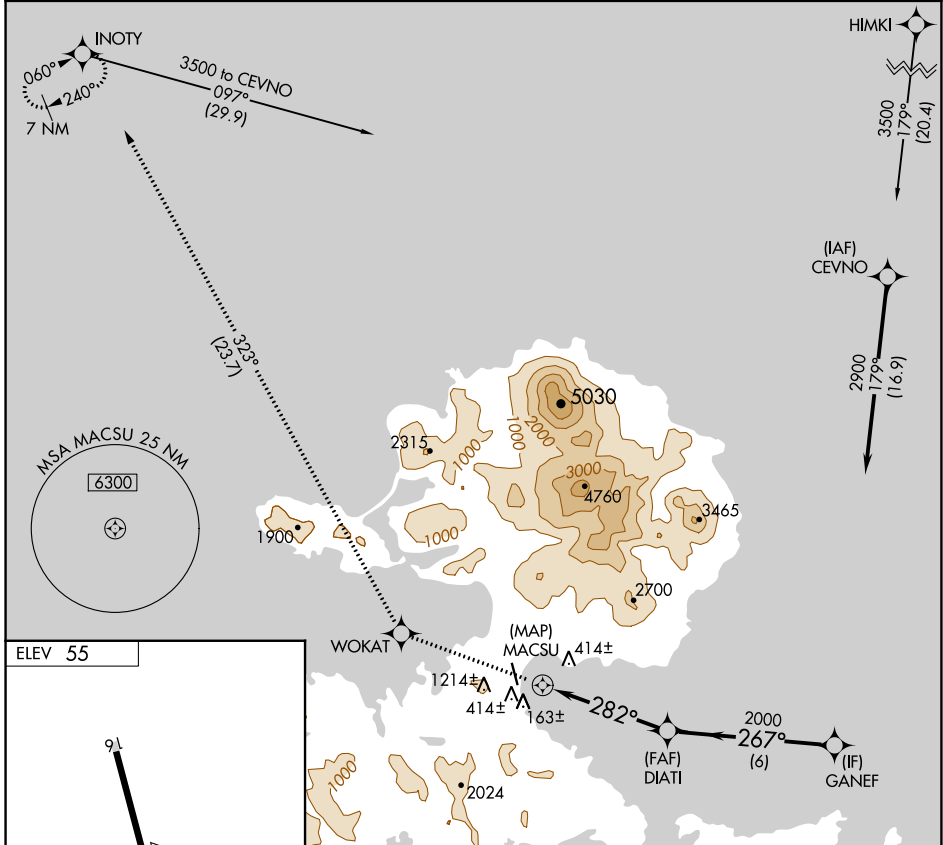 INOTY
060°
240°
7 NM
3500 to CEVNO
097°
(29.9)
HIMKI
3500
179°
(20.4)
(IAF)
CEVNO
2900
179°
(16.9)
323°
(23.7)
MSA MACSU 25 NM
6300
5030
1000
2000
2315
1000
3000
4760
3465
1900
1000
2700
WOKAT
(MAP)
MACSU
414±
1214±
414±
163±
282°
2000
267°
(6)
(FAF)
DIATI
(IF)
GANEF
ELEV 55
16
1000
2024